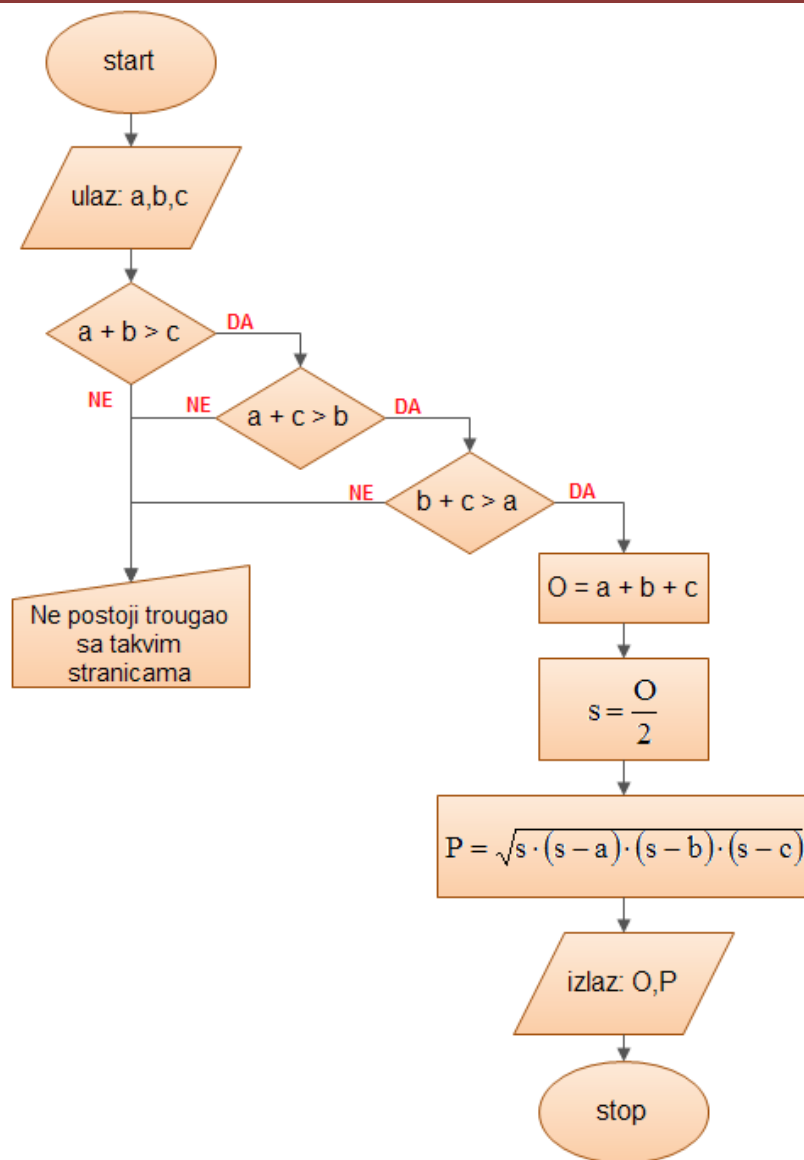 start
ulaz: a,b,c
a + b > c
DA
NE
a + c > b
NE
DA
b + c > a
NE
DA
Ne postoji trougao
sa takvim
stranicama
O = a + b + c
s = O/2
P = √s·(s − a)·(s − b)·(s − c)
izlaz: O,P
stop